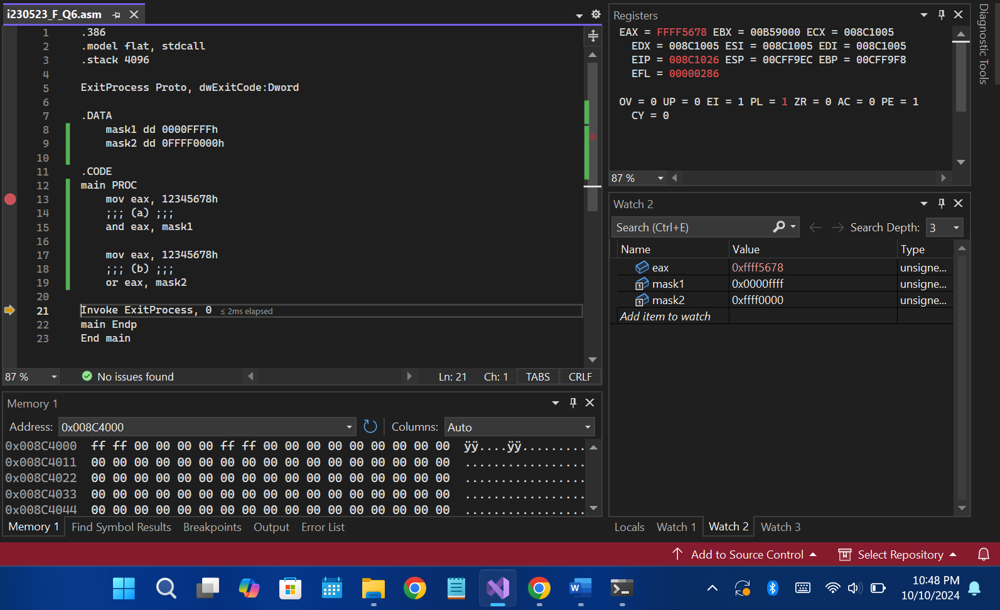 i230523_F_Q6.asm
1 .386
2 .model flat, stdcall
3 .stack 4096
4
5 ExitProcess Proto, dwExitCode:Dword
6
7 .DATA
8 mask1 dd 0000FFFFh
9 mask2 dd 0FFFF0000h
10
11 .CODE
12 main PROC
13 mov eax, 12345678h
14 ;;; (a) ;;;
15 and eax, mask1
16
17 mov eax, 12345678h
18 ;;; (b) ;;;
19 or eax, mask2
20
21 Invoke ExitProcess, 0 ≤ 2ms elapsed
22 main Endp
23 End main
87 % No issues found Ln: 21 Ch: 1 TABS CRLF
Memory 1
Address: 0x008C4000 Columns: Auto
0x008C4000 ff ff 00 00 00 00 ff ff 00 00 00 00 00 00 00 00 00 ÿÿ....ÿÿ.........
0x008C4011 00 00 00 00 00 00 00 00 00 00 00 00 00 00 00 00 00 .................
0x008C4022 00 00 00 00 00 00 00 00 00 00 00 00 00 00 00 00 00 .................
0x008C4033 00 00 00 00 00 00 00 00 00 00 00 00 00 00 00 00 00 .................
0x008C4044 00 00 00 00 00 00 00 00 00 00 00 00 00 00 00 00 00 .................
Memory 1 Find Symbol Results Breakpoints Output Error List
Registers
EAX = FFFF5678 EBX = 00B59000 ECX = 008C1005
EDX = 008C1005 ESI = 008C1005 EDI = 008C1005
EIP = 008C1026 ESP = 00CFF9EC EBP = 00CFF9F8
EFL = 00000286
OV = 0 UP = 0 EI = 1 PL = 1 ZR = 0 AC = 0 PE = 1
CY = 0
87 %
Watch 2
Search (Ctrl+E) Search Depth: 3
Name Value Type
eax 0xffff5678 unsigne...
mask1 0x0000ffff unsigne...
mask2 0xffff0000 unsigne...
Add item to watch
Locals Watch 1 Watch 2 Watch 3
Diagnostic Tools
Add to Source Control Select Repository
W
10:48 PM
10/10/2024